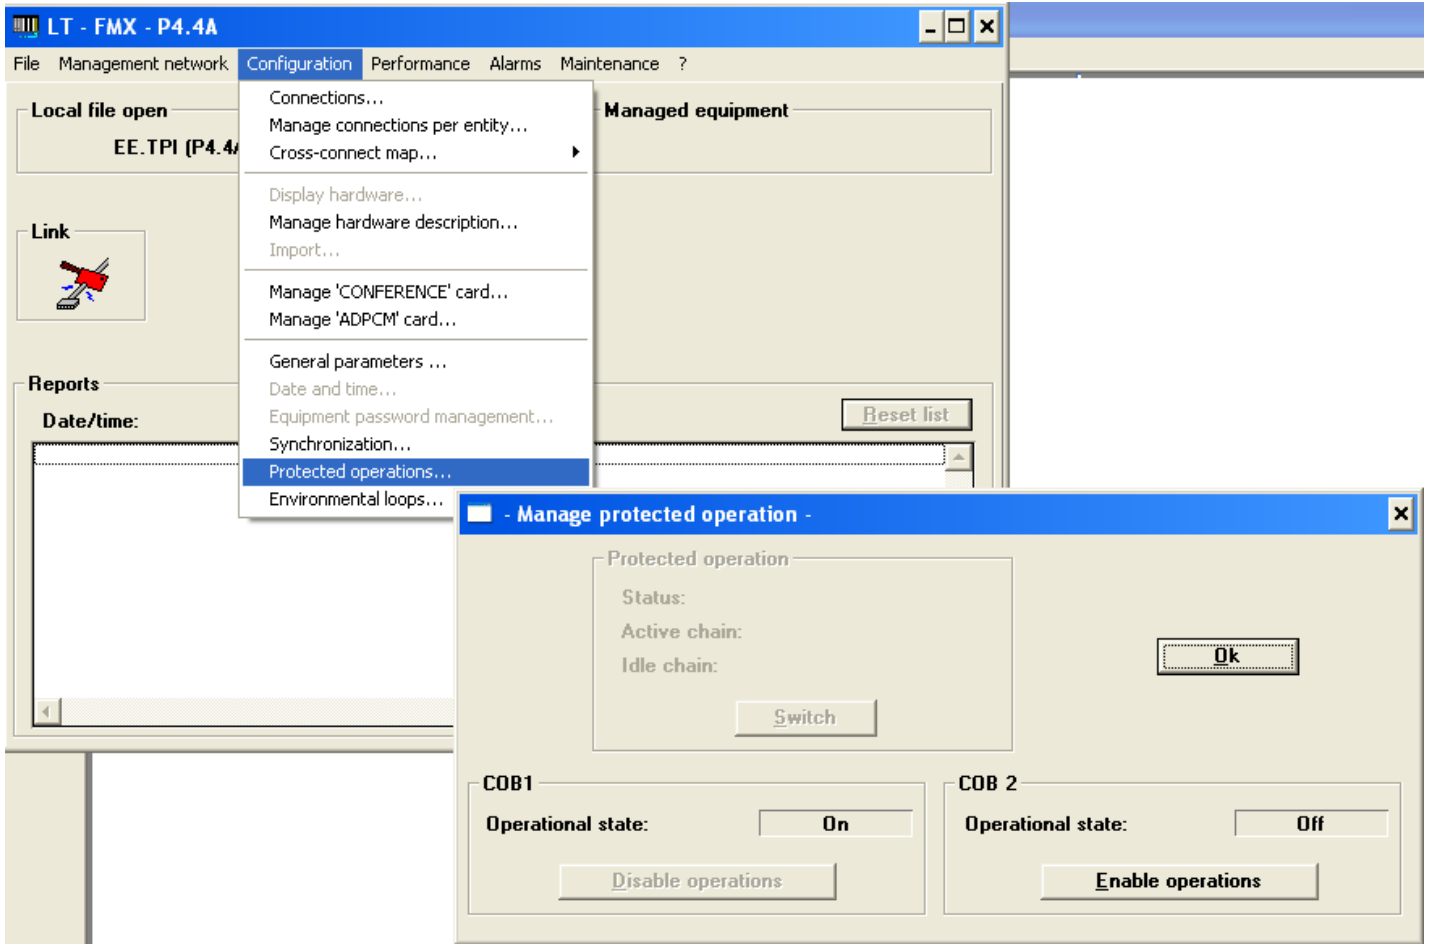 LT - FMX - P4.4A
File Management network Configuration Performance Alarms Maintenance ?
Local file open
EE.TPI (P4.4A
Managed equipment
Connections...
Manage connections per entity...
Cross-connect map...
Display hardware...
Manage hardware description...
Import...
Manage 'CONFERENCE' card...
Manage 'ADPCM' card...
General parameters ...
Date and time...
Equipment password management...
Synchronization...
Protected operations...
Environmental loops...
Link
Reports
Date/time:
Reset list
- Manage protected operation -
Protected operation
Status:
Active chain:
Idle chain:
Switch
Ok
COB1
Operational state: On
Disable operations
COB 2
Operational state: Off
Enable operations